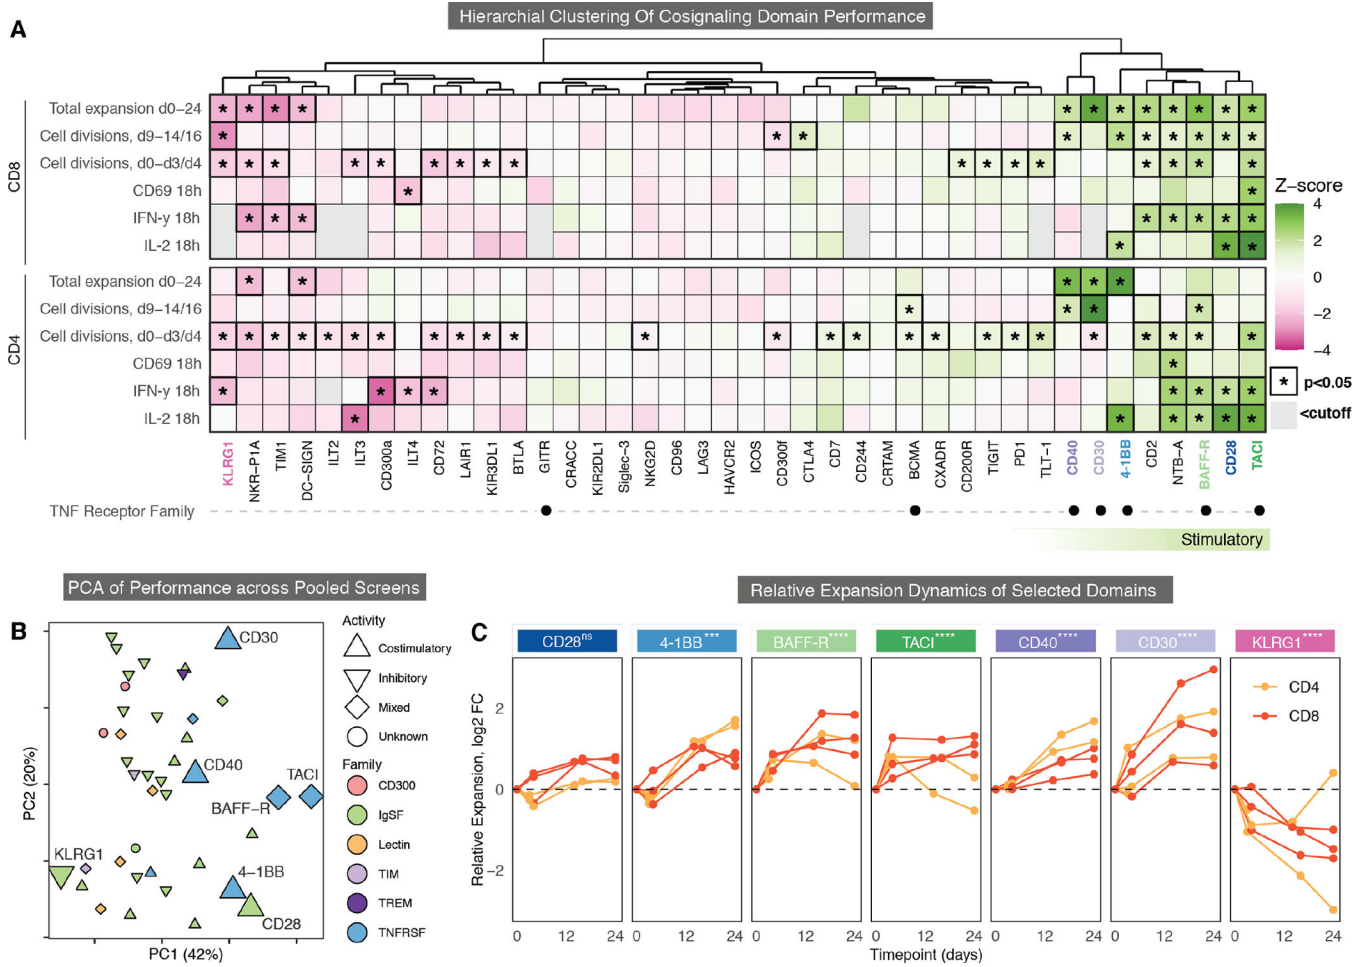 Hierarchial Clustering Of Cosignaling Domain Performance
A
CD8
Total expansion d0-24
Cell divisions, d9-14/16
Cell divisions, d0-d3/d4
CD69 18h
IFN-y 18h
IL-2 18h
CD4
Total expansion d0-24
Cell divisions, d9-14/16
Cell divisions, d0-d3/d4
CD69 18h
IFN-y 18h
IL-2 18h
Z-score
4
2
0
-2
-4
* p<0.05
<cutoff
KLRG1
NKR-P1A
TIM1
DC-SIGN
ILT2
ILT3
CD300a
ILT4
CD72
LAIR1
KIR3DL1
BTLA
GITR
CRACC
KIR2DL1
Siglec-3
NKG2D
CD96
LAG3
HAVCR2
ICOS
CD300f
CTLA4
CD7
CD244
CRTAM
BCMA
CXADR
CD200R
TIGIT
PD1
TLT-1
CD40
CD30
4-1BB
CD2
NTB-A
BAFF-R
CD28
TACI
TNF Receptor Family
Stimulatory
PCA of Performance across Pooled Screens
B
PC2 (20%)
PC1 (42%)
CD30
CD40
TACI
BAFF-R
KLRG1
4-1BB
CD28
Activity
Costimulatory
Inhibitory
Mixed
Unknown
Family
CD300
IgSF
Lectin
TIM
TREM
TNFRSF
Relative Expansion Dynamics of Selected Domains
C
CD28ns
4-1BB***
BAFF-R****
TACI****
CD40****
CD30****
KLRG1****
Relative Expansion, log2 FC
2
0
-2
CD4
CD8
0 12 24 0 12 24 0 12 24 0 12 24 0 12 24 0 12 24 0 12 24
Timepoint (days)